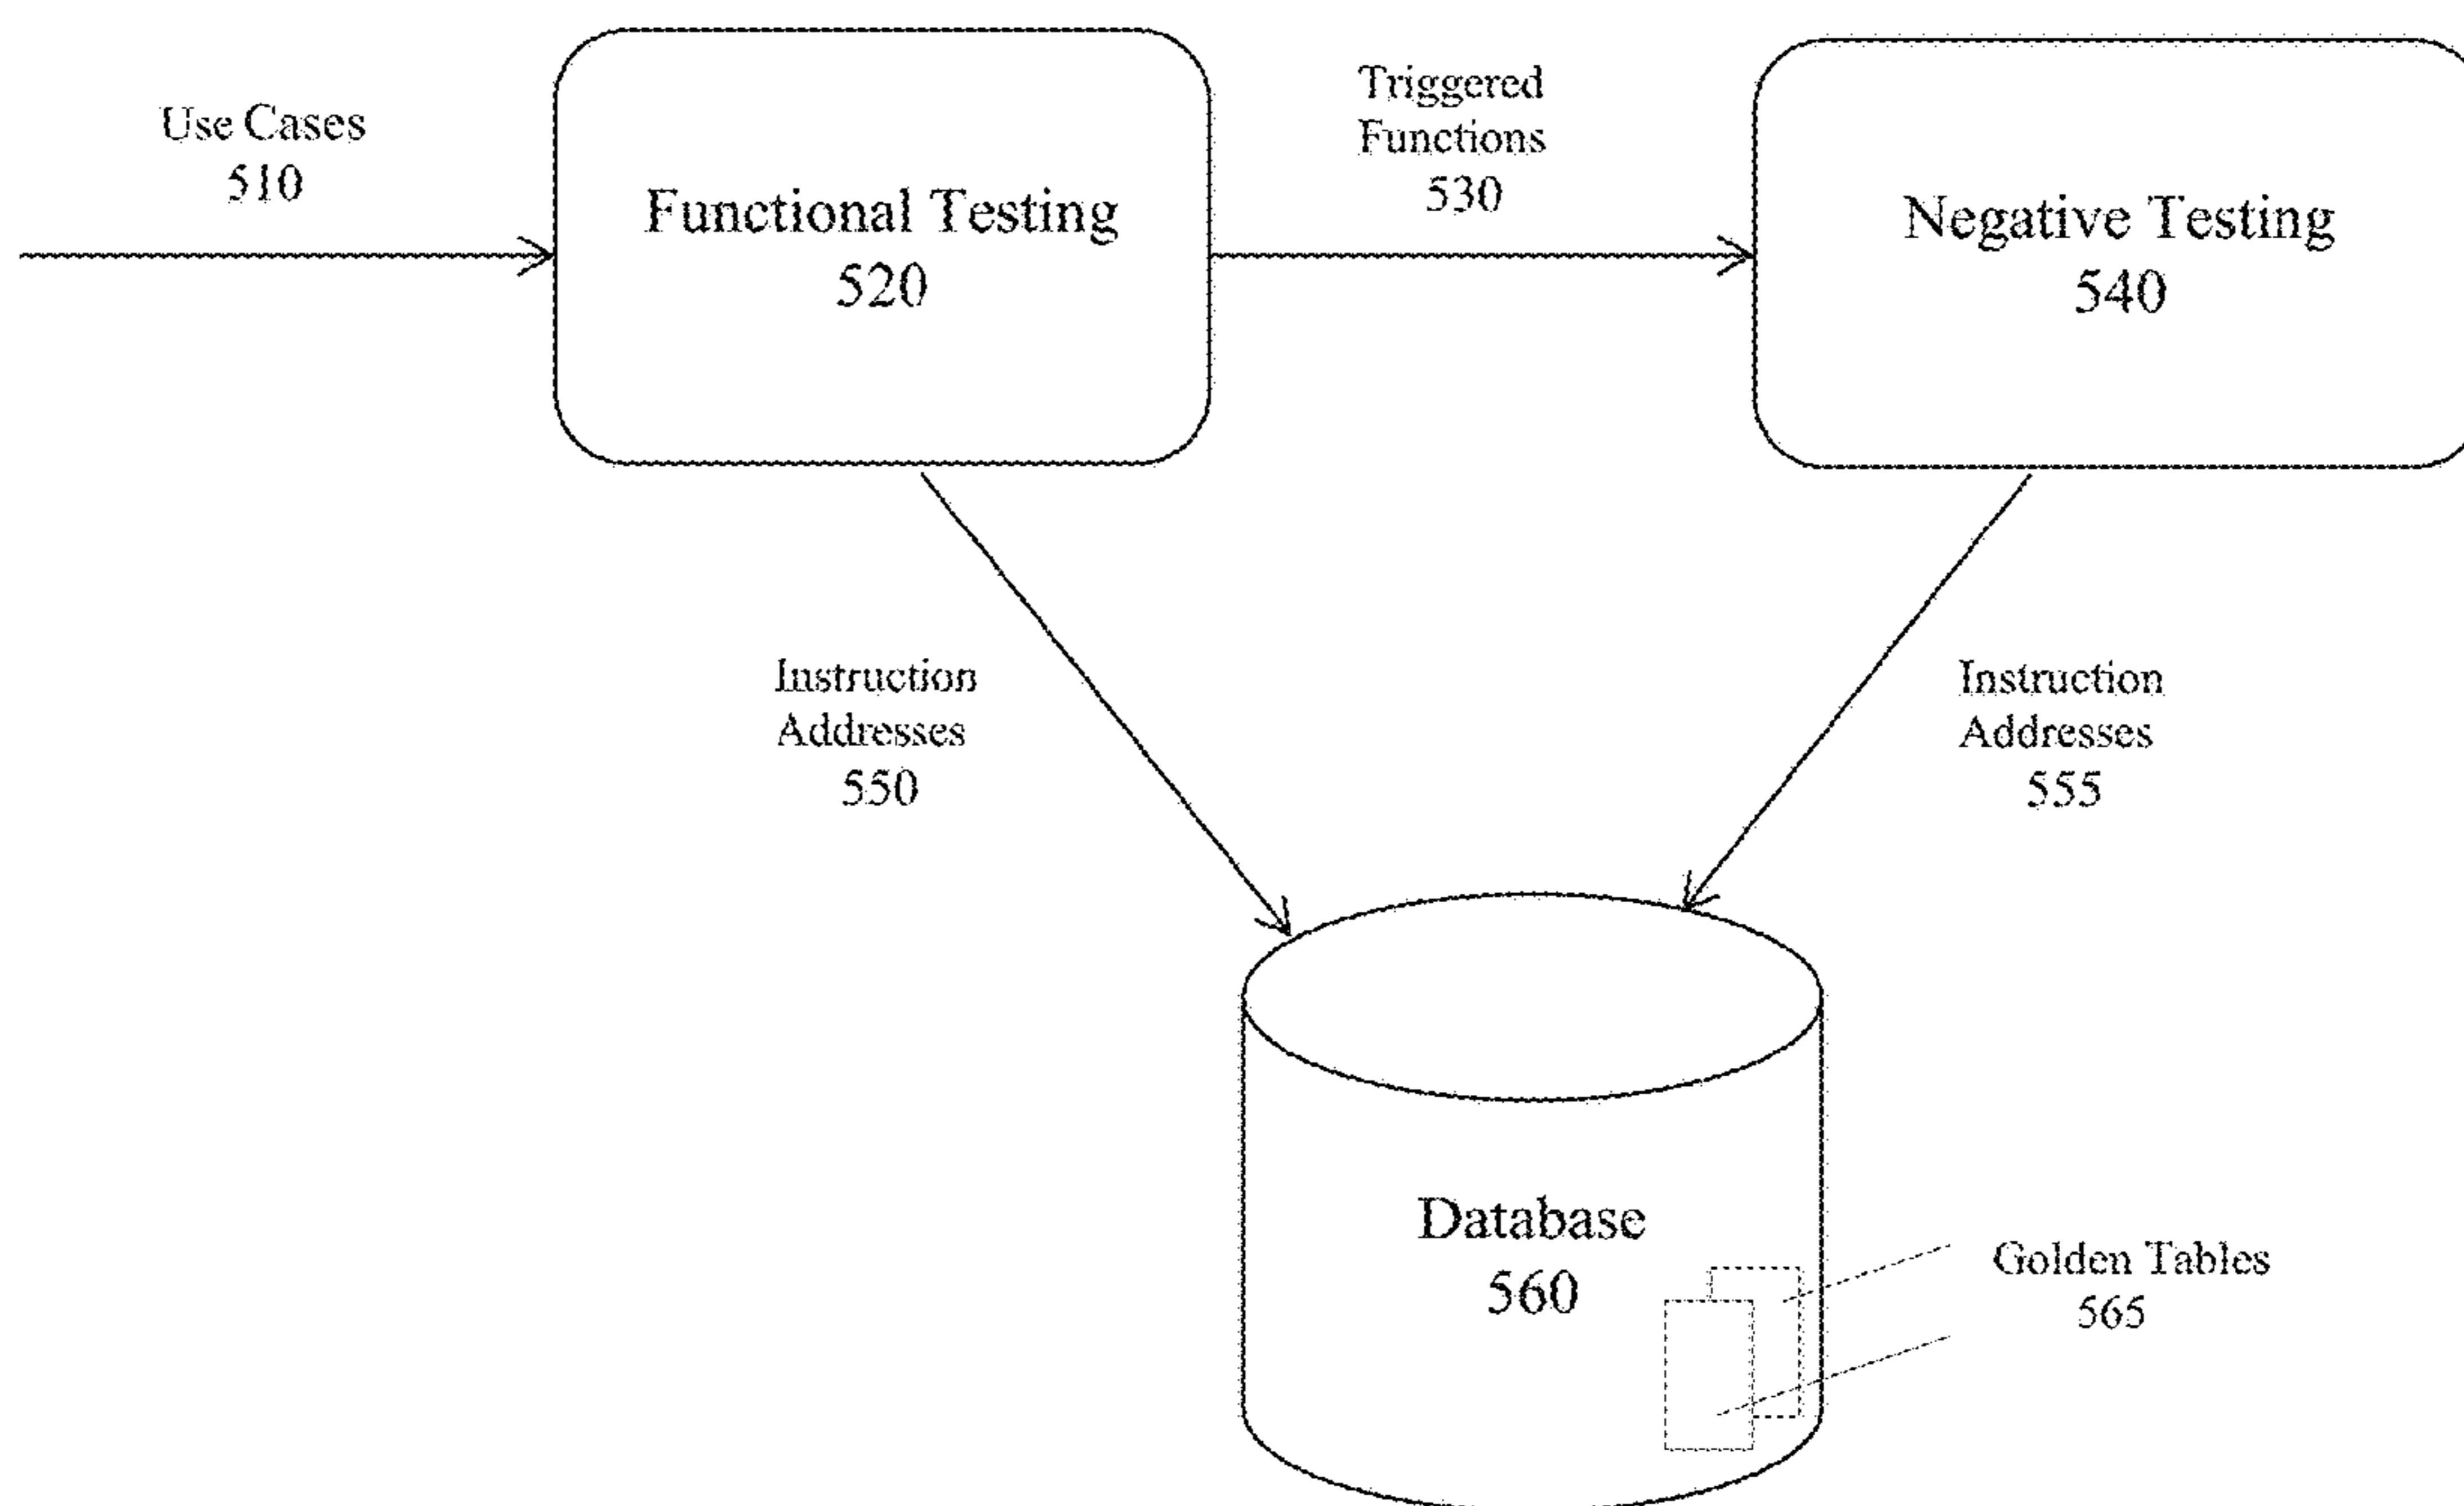 Use Cases
510
Functional Testing
520
Triggered
Functions
530
Negative Testing
540
Instruction
Addresses
550
Instruction
Addresses
555
Database
560
Golden Tables
565